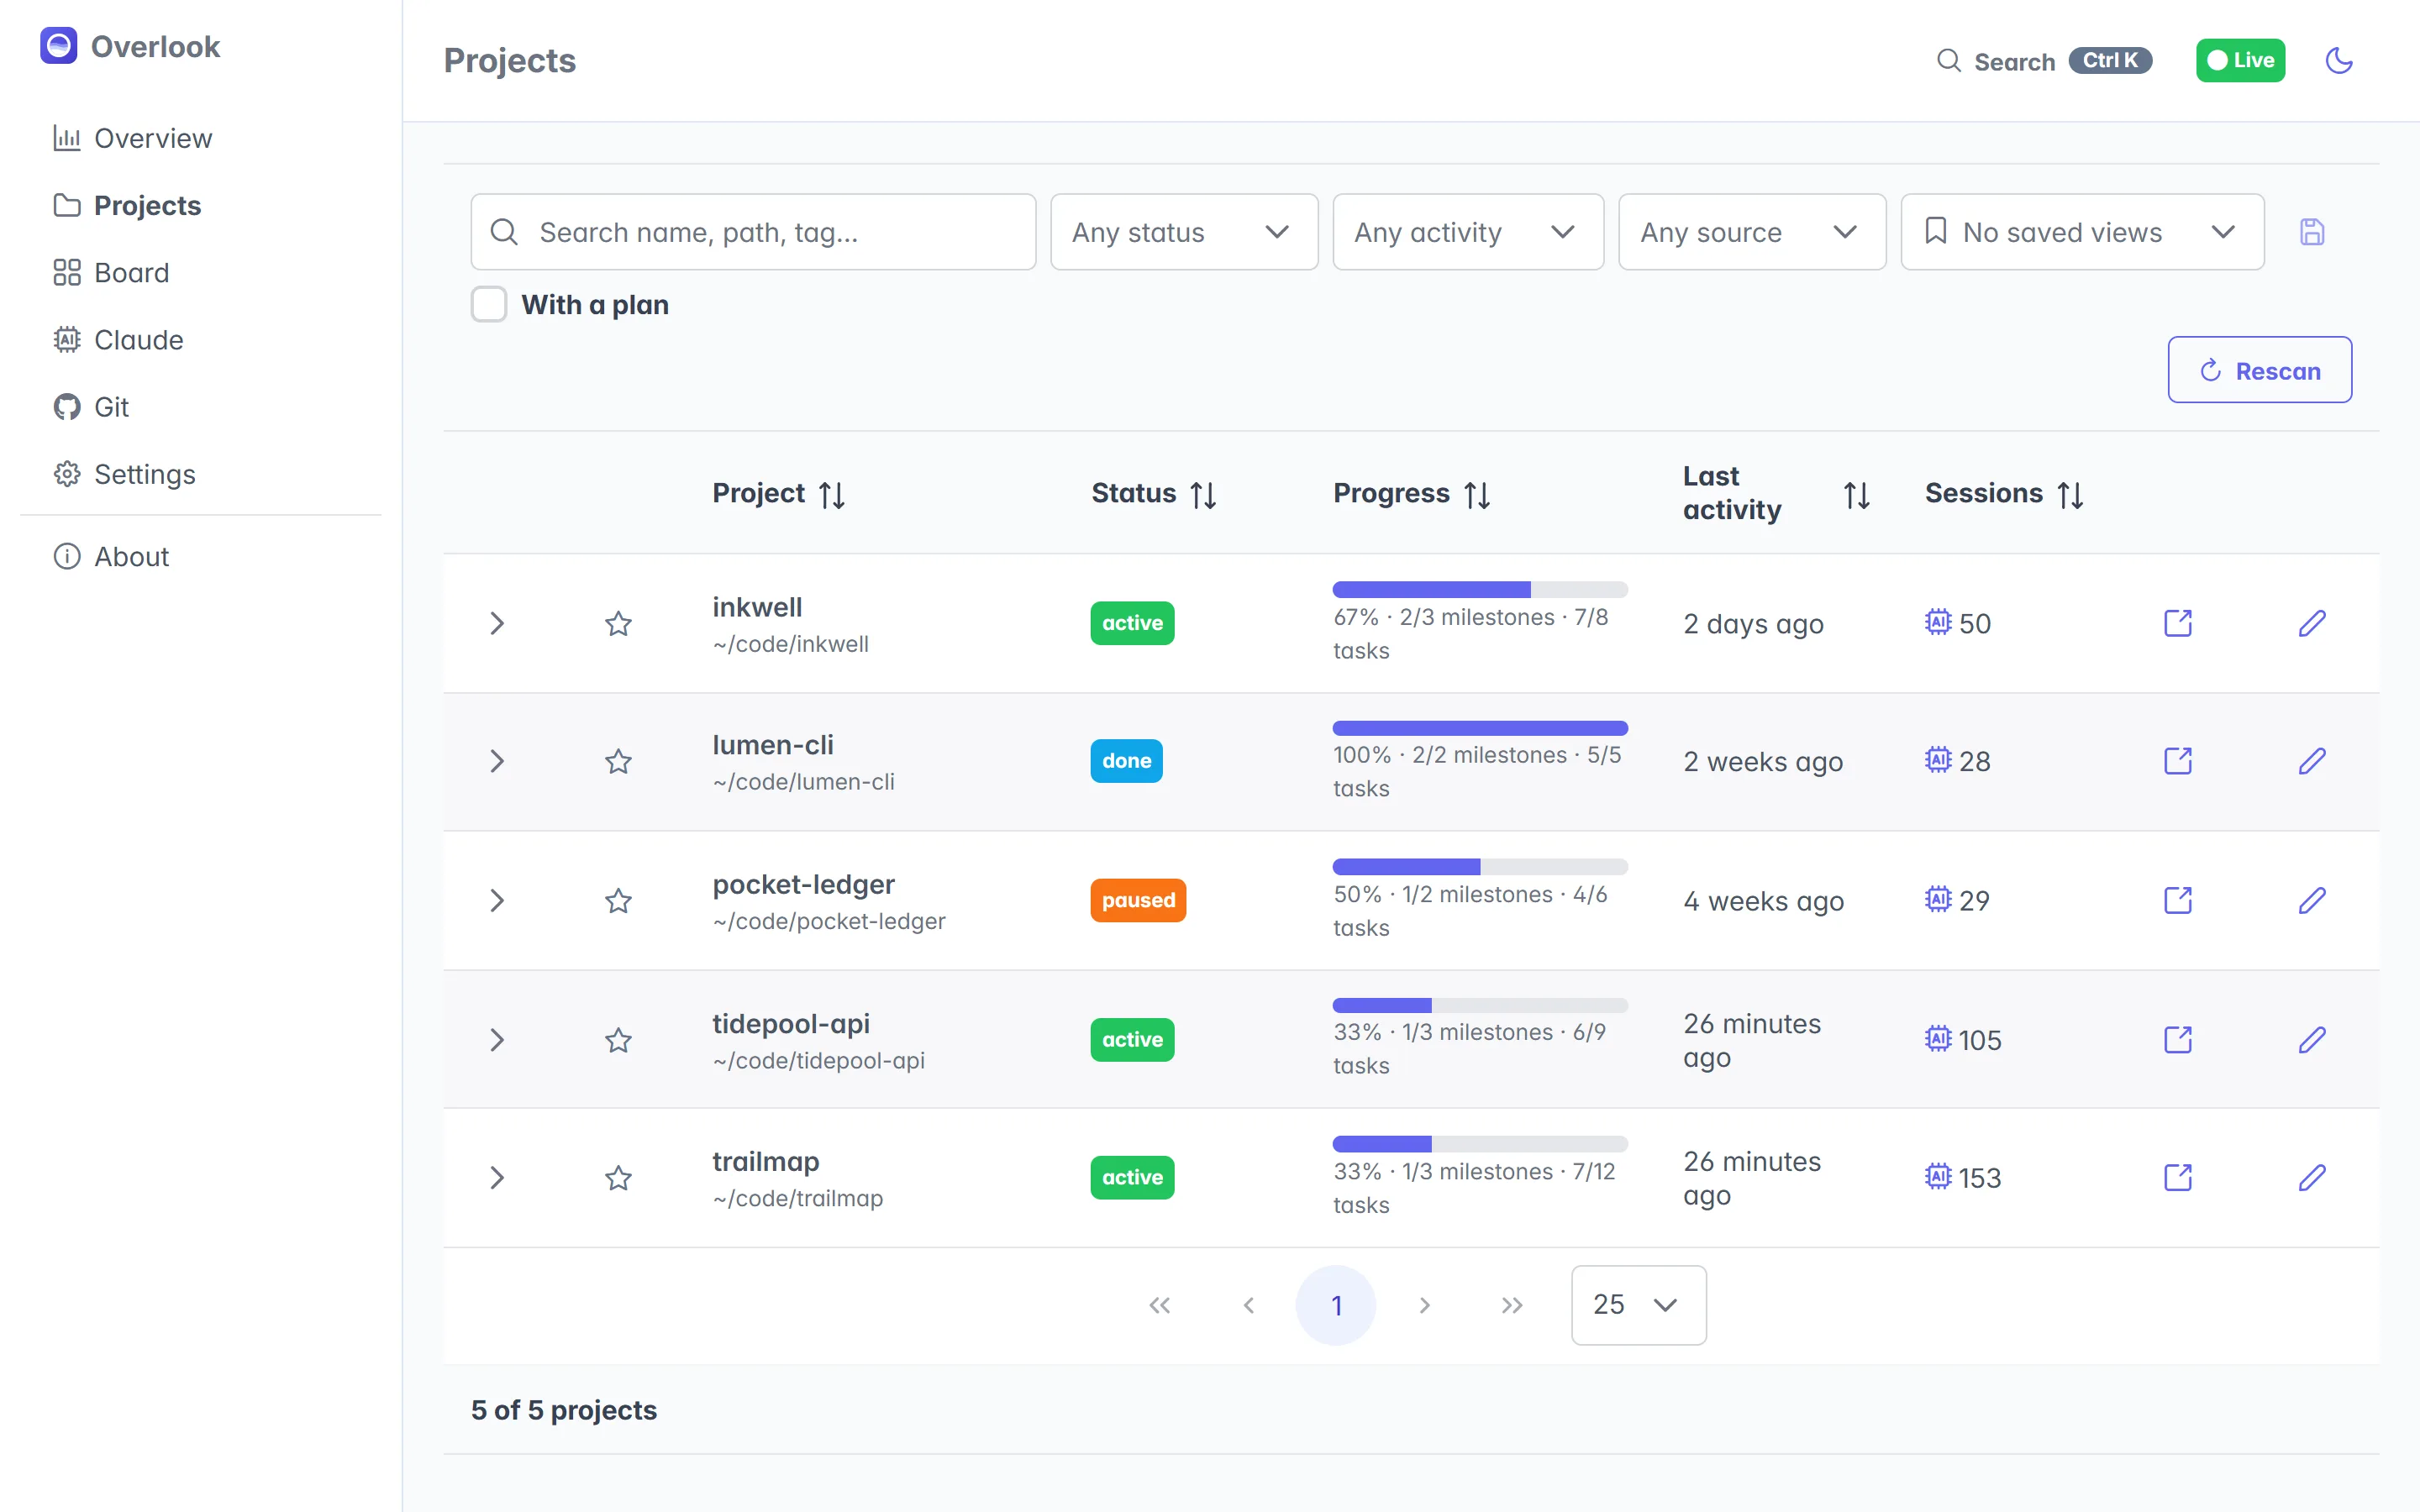 Overlook
Overview
Projects
Board
Claude
Git
Settings
About
Projects
Search Ctrl K
Live
Search name, path, tag...
Any status
Any activity
Any source
No saved views
With a plan
Rescan
Project
Status
Progress
Last
activity
Sessions
inkwell
~/code/inkwell
active
67% · 2/3 milestones · 7/8
tasks
2 days ago
AI 50
lumen-cli
~/code/lumen-cli
done
100% · 2/2 milestones · 5/5
tasks
2 weeks ago
AI 28
pocket-ledger
~/code/pocket-ledger
paused
50% · 1/2 milestones · 4/6
tasks
4 weeks ago
AI 29
tidepool-api
~/code/tidepool-api
active
33% · 1/3 milestones · 6/9
tasks
26 minutes
ago
AI 105
trailmap
~/code/trailmap
active
33% · 1/3 milestones · 7/12
tasks
26 minutes
ago
AI 153
1
25
5 of 5 projects